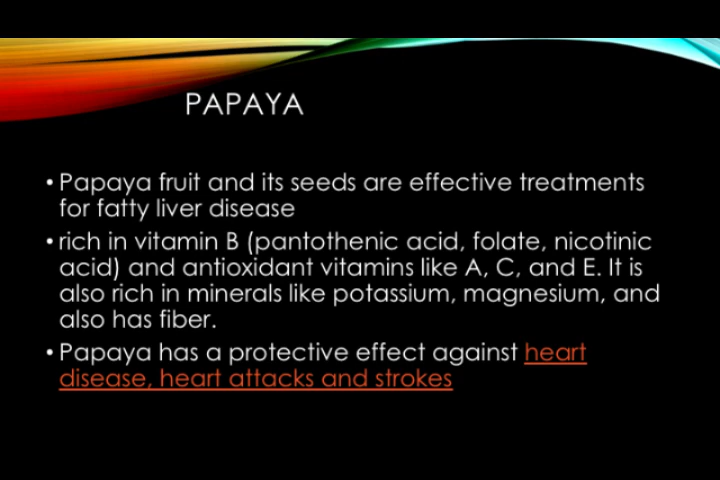 PAPAYA
• Papaya fruit and its seeds are effective treatments
for fatty liver disease
• rich in vitamin B (pantothenic acid, folate, nicotinic
acid) and antioxidant vitamins like A, C, and E. It is
also rich in minerals like potassium, magnesium, and
also has fiber.
• Papaya has a protective effect against heart
disease, heart attacks and strokes